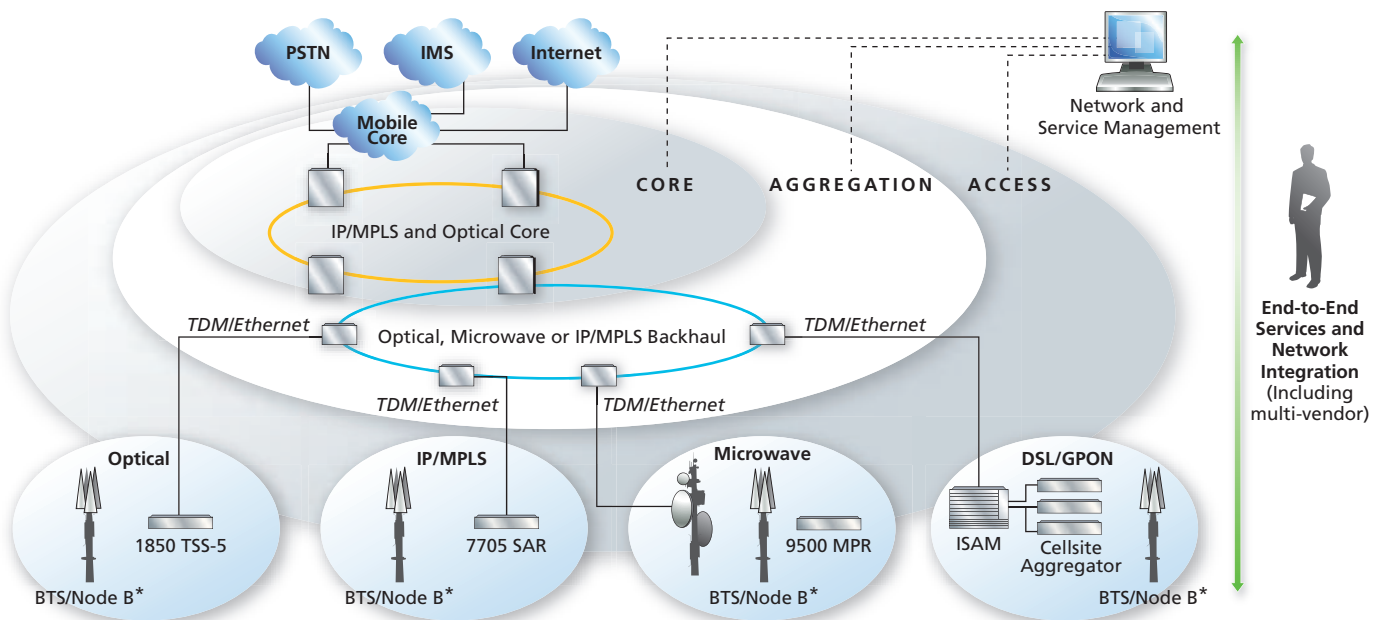 PSTN
IMS
Internet
Mobile
Core
Network and
Service Management
CORE
AGGREGATION
ACCESS
IP/MPLS and Optical Core
TDM/Ethernet
Optical, Microwave or IP/MPLS Backhaul
TDM/Ethernet
TDM/Ethernet
TDM/Ethernet
End-to-End
Services and
Network
Integration
(Including
multi-vendor)
Optical
1850 TSS-5
BTS/Node B*
IP/MPLS
7705 SAR
BTS/Node B*
Microwave
9500 MPR
BTS/Node B*
DSL/GPON
ISAM
Cellsite
Aggregator
BTS/Node B*